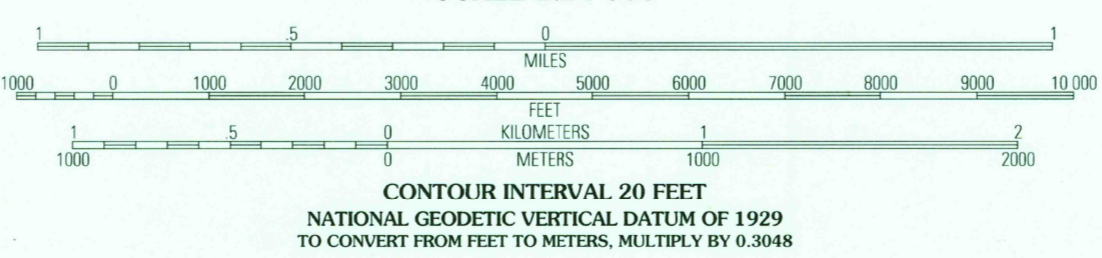 1 .5 0 1
MILES
1000 0 1000 2000 3000 4000 5000 6000 7000 8000 9000 10 000
FEET
1 .5 0 KILOMETERS 1 2
1000 0 METERS 1000 2000
CONTOUR INTERVAL 20 FEET
NATIONAL GEODETIC VERTICAL DATUM OF 1929
TO CONVERT FROM FEET TO METERS, MULTIPLY BY 0.3048